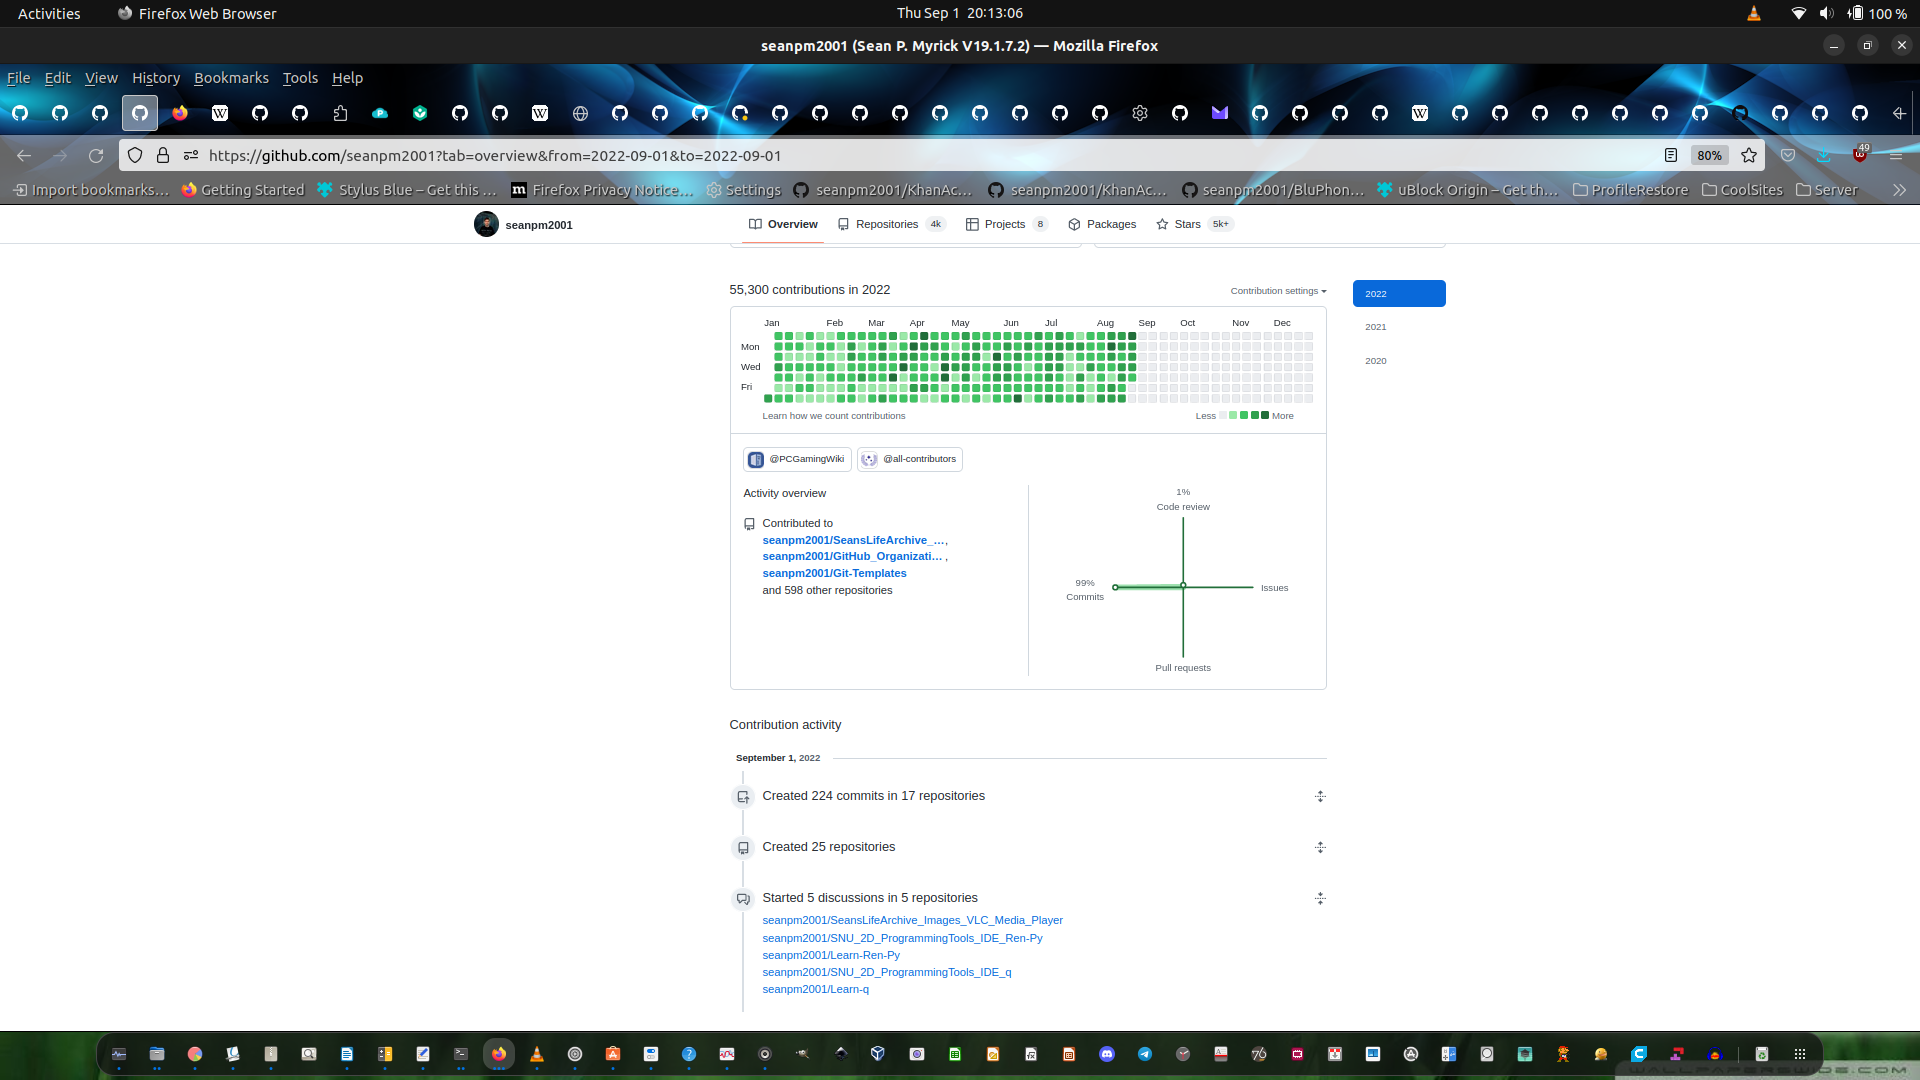 Activities Firefox Web Browser Thu Sep 1 20:13:06 100 %
seanpm2001 (Sean P. Myrick V19.1.7.2) — Mozilla Firefox
File Edit View History Bookmarks Tools Help
https://github.com/seanpm2001?tab=overview&from=2022-09-01&to=2022-09-01 80% 49
Import bookmarks… Getting Started Stylus Blue – Get this … Firefox Privacy Notice… Settings seanpm2001/KhanAc… seanpm2001/KhanAc… seanpm2001/BluPhon… uBlock Origin – Get th… ProfileRestore CoolSites Server
seanpm2001 Overview Repositories 4k Projects 8 Packages Stars 5k+
55,300 contributions in 2022 Contribution settings 2022
Jan Feb Mar Apr May Jun Jul Aug Sep Oct Nov Dec
2021
Mon
2020
Wed
Fri
Learn how we count contributions Less More
@PCGamingWiki @all-contributors
Activity overview
Contributed to
seanpm2001/SeansLifeArchive_…,
seanpm2001/GitHub_Organizati… ,
seanpm2001/Git-Templates
and 598 other repositories
1%
Code review
99%
Commits
Issues
Pull requests
Contribution activity
September 1, 2022
Created 224 commits in 17 repositories
Created 25 repositories
Started 5 discussions in 5 repositories
seanpm2001/SeansLifeArchive_Images_VLC_Media_Player
seanpm2001/SNU_2D_ProgrammingTools_IDE_Ren-Py
seanpm2001/Learn-Ren-Py
seanpm2001/SNU_2D_ProgrammingTools_IDE_q
seanpm2001/Learn-q
WALLPAPERSWIDE.COM